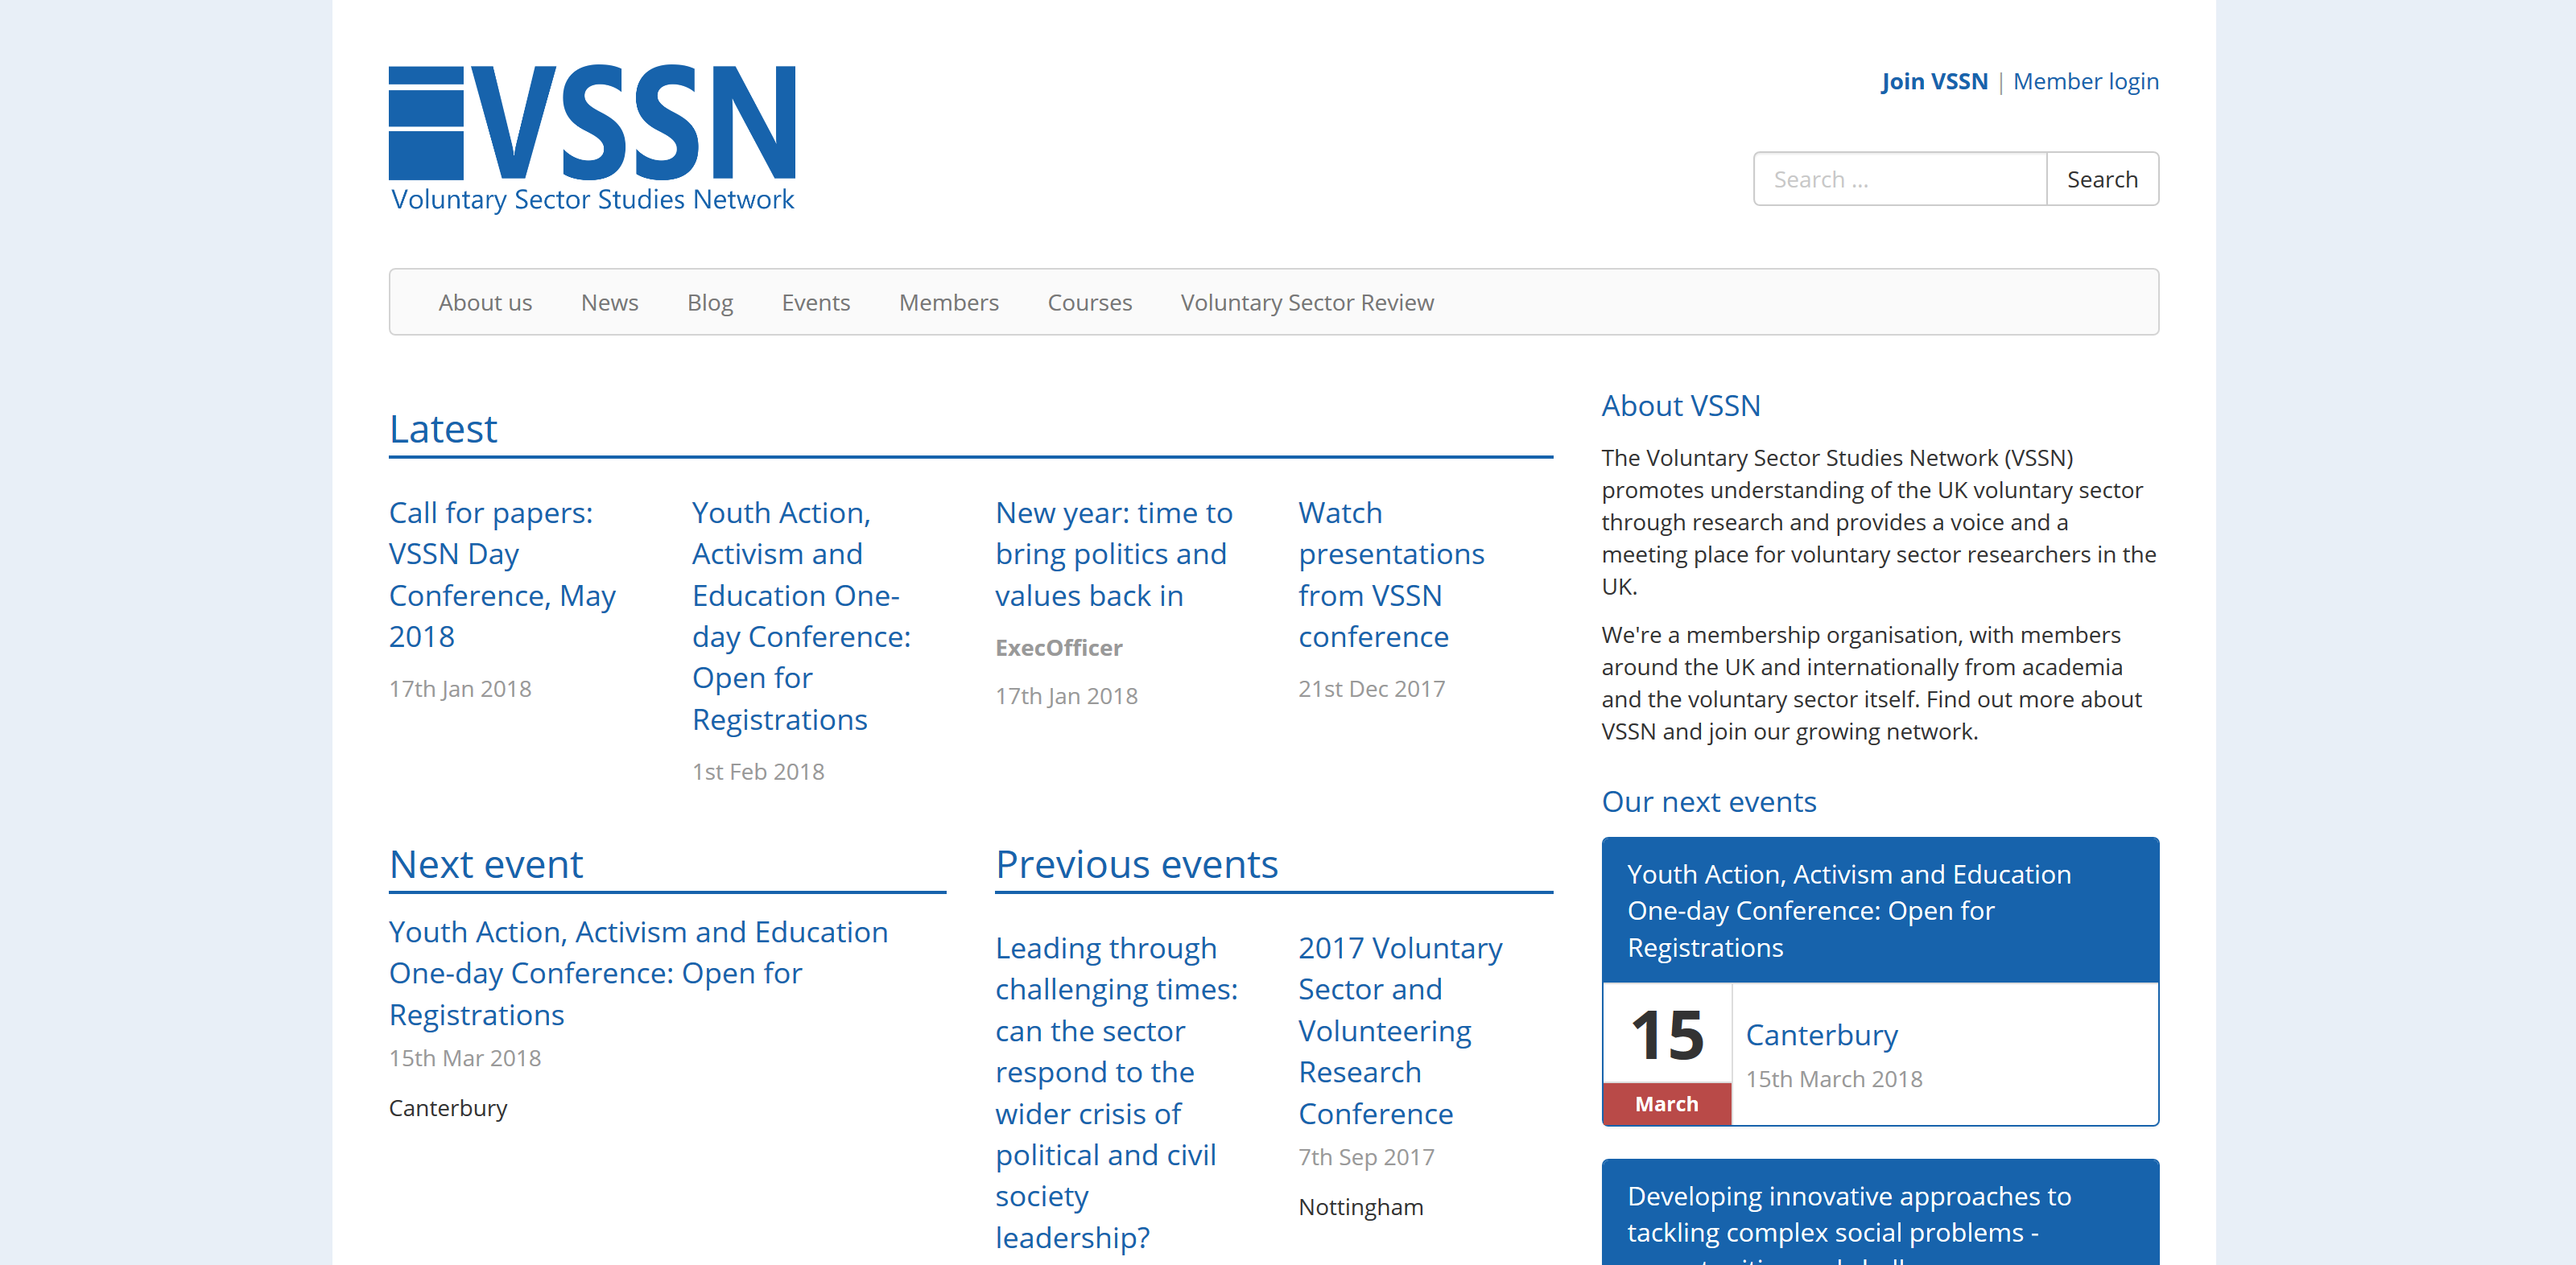 VSSN
Voluntary Sector Studies Network
Join VSSN | Member login
Search ...
Search
About us
News
Blog
Events
Members
Courses
Voluntary Sector Review
Latest
Call for papers:
VSSN Day
Conference, May
2018
17th Jan 2018
Youth Action,
Activism and
Education One-
day Conference:
Open for
Registrations
1st Feb 2018
New year: time to
bring politics and
values back in
ExecOfficer
17th Jan 2018
Watch
presentations
from VSSN
conference
21st Dec 2017
Next event
Youth Action, Activism and Education
One-day Conference: Open for
Registrations
15th Mar 2018
Canterbury
Previous events
Leading through
challenging times:
can the sector
respond to the
wider crisis of
political and civil
society
leadership?
2017 Voluntary
Sector and
Volunteering
Research
Conference
7th Sep 2017
Nottingham
About VSSN
The Voluntary Sector Studies Network (VSSN)
promotes understanding of the UK voluntary sector
through research and provides a voice and a
meeting place for voluntary sector researchers in the
UK.
We're a membership organisation, with members
around the UK and internationally from academia
and the voluntary sector itself. Find out more about
VSSN and join our growing network.
Our next events
Youth Action, Activism and Education
One-day Conference: Open for
Registrations
15
March
Canterbury
15th March 2018
Developing innovative approaches to
tackling complex social problems -